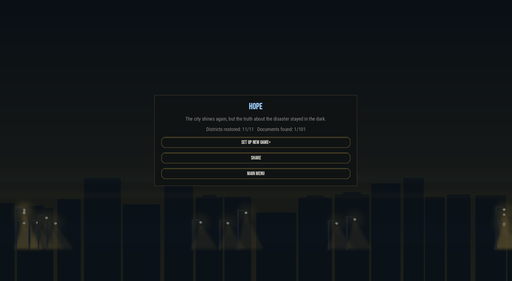 HOPE
The city shines again, but the truth about the disaster stayed in the dark.
Districts restored: 11/11 · Documents found: 1/101
SET UP NEW GAME+
SHARE
MAIN MENU